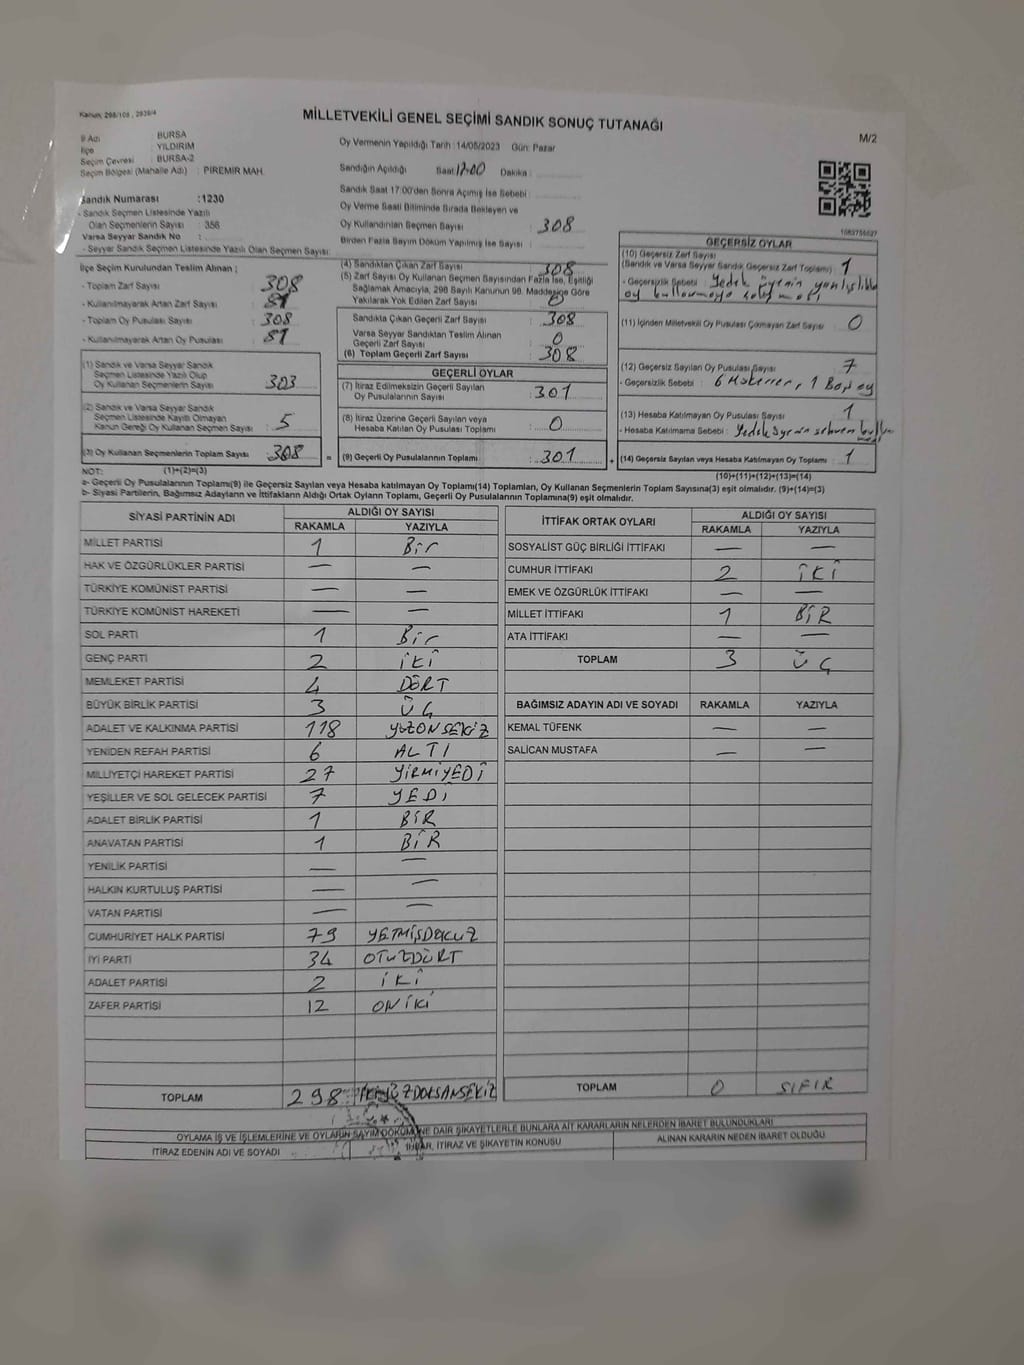 Kanun: 298/108 , 2839/4
MİLLETVEKİLİ GENEL SEÇİMİ SANDIK SONUÇ TUTANAĞI
M/2
İl Adı : BURSA
İlçe : YILDIRIM
Seçim Çevresi : BURSA-2
Seçim Bölgesi (Mahalle Adı) : PİREMİR MAH.
Oy Vermenin Yapıldığı Tarih : 14/05/2023 Gün: Pazar
Sandığın Açıldığı Saat 17:00 Dakika :
Sandık Saat 17:00'den Sonra Açılmış İse Sebebi :
Oy Verme Saati Bitiminde Sırada Bekleyen ve
Oy Kullandırılan Seçmen Sayısı : 308
Birden Fazla Sayım Döküm Yapılmış İse Sayısı :
Sandık Numarası :1230
- Sandık Seçmen Listesinde Yazılı
Olan Seçmenlerin Sayısı : 356
Varsa Seyyar Sandık No :
- Seyyar Sandık Seçmen Listesinde Yazılı Olan Seçmen Sayısı:
İlçe Seçim Kurulundan Teslim Alınan ;
- Toplam Zarf Sayısı : 308
- Kullanılmayarak Artan Zarf Sayısı : 81
- Toplam Oy Pusulası Sayısı : 308
- Kullanılmayarak Artan Oy Pusulası : 81
(1) Sandık ve Varsa Seyyar Sandık
Seçmen Listesinde Yazılı Olup
Oy Kullanan Seçmenlerin Sayısı : 303
(2) Sandık ve Varsa Seyyar Sandık
Seçmen Listesinde Kayıtlı Olmayan
Kanun Gereği Oy Kullanan Seçmen Sayısı : 5
(3) Oy Kullanan Seçmenlerin Toplam Sayısı : 308
(4) Sandıktan Çıkan Zarf Sayısı : 308
(5) Zarf Sayısı Oy Kullanan Seçmen Sayısından Fazla İse, Eşitliği
Sağlamak Amacıyla, 298 Sayılı Kanunun 98. Maddesine Göre
Yakılarak Yok Edilen Zarf Sayısı : 0
Sandıkta Çıkan Geçerli Zarf Sayısı : 308
Varsa Seyyar Sandıktan Teslim Alınan
Geçerli Zarf Sayısı : 0
(6) Toplam Geçerli Zarf Sayısı : 308
GEÇERLİ OYLAR
(7) İtiraz Edilmeksizin Geçerli Sayılan
Oy Pusulalarının Sayısı : 301
(8) İtiraz Üzerine Geçerli Sayılan veya
Hesaba Katılan Oy Pusulası Toplamı : 0
= (9) Geçerli Oy Pusulalarının Toplamı : 301 +
1083755527
GEÇERSİZ OYLAR
(10) Geçersiz Zarf Sayısı
(Sandık ve Varsa Seyyar Sandık Geçersiz Zarf Toplamı) : 1
- Geçersizlik Sebebi : Yedek üyenin yanlışlıkla
oy kullanmaya
(11) İçinden Milletvekili Oy Pusulası Çıkmayan Zarf Sayısı : 0
(12) Geçersiz Sayılan Oy Pusulası Sayısı : 7
- Geçersizlik Sebebi : 6 Mükerrer, 1 Boş oy
(13) Hesaba Katılmayan Oy Pusulası Sayısı : 1
- Hesaba Katılmama Sebebi : Yedek üyenin sehven
(14) Geçersiz Sayılan veya Hesaba Katılmayan Oy Toplamı : 1
NOT: (1)+(2)=(3)
(10)+(11)+(12)+(13)=(14)
a- Geçerli Oy Pusulalarının Toplamı(9) ile Geçersiz Sayılan veya Hesaba katılmayan Oy Toplamı(14) Toplamları, Oy Kullanan Seçmenlerin Toplam Sayısına(3) eşit olmalıdır. (9)+(14)=(3)
b- Siyasi Partilerin, Bağımsız Adayların ve İttifakların Aldığı Ortak Oyların Toplamı, Geçerli Oy Pusulalarının Toplamına(9) eşit olmalıdır.
SİYASİ PARTİNİN ADI ALDIĞI OY SAYISI
RAKAMLA YAZIYLA
MİLLET PARTİSİ 1 Bir
HAK VE ÖZGÜRLÜKLER PARTİSİ — —
TÜRKİYE KOMÜNİST PARTİSİ — —
TÜRKİYE KOMÜNİST HAREKETİ — —
SOL PARTİ 1 Bir
GENÇ PARTİ 2 İKİ
MEMLEKET PARTİSİ 4 DÖRT
BÜYÜK BİRLİK PARTİSİ 3 ÜÇ
ADALET VE KALKINMA PARTİSİ 118 YÜZONSEKİZ
YENİDEN REFAH PARTİSİ 6 ALTI
MİLLİYETÇİ HAREKET PARTİSİ 27 YİRMİYEDİ
YEŞİLLER VE SOL GELECEK PARTİSİ 7 YEDİ
ADALET BİRLİK PARTİSİ 1 BİR
ANAVATAN PARTİSİ 1 BİR
YENİLİK PARTİSİ — —
HALKIN KURTULUŞ PARTİSİ — —
VATAN PARTİSİ — —
CUMHURİYET HALK PARTİSİ 79 YETMİŞDOKUZ
İYİ PARTİ 34 OTUZDÖRT
ADALET PARTİSİ 2 İKİ
ZAFER PARTİSİ 12 ONİKİ
TOPLAM 298 İKİYÜZDOKSANSEKİZ
İTTİFAK ORTAK OYLARI ALDIĞI OY SAYISI
RAKAMLA YAZIYLA
SOSYALİST GÜÇ BİRLİĞİ İTTİFAKI — —
CUMHUR İTTİFAKI 2 İKİ
EMEK VE ÖZGÜRLÜK İTTİFAKI — —
MİLLET İTTİFAKI 1 BİR
ATA İTTİFAKI — —
TOPLAM 3 ÜÇ
BAĞIMSIZ ADAYIN ADI VE SOYADI RAKAMLA YAZIYLA
KEMAL TÜFENK — —
SALİCAN MUSTAFA — —
TOPLAM 0 SIFIR
OYLAMA İŞ VE İŞLEMLERİNE VE OYLARIN SAYIM DÖKÜMÜNE DAİR ŞİKAYETLERLE BUNLARA AİT KARARLARIN NELERDEN İBARET BULUNDUKLARI
İTİRAZ EDENİN ADI VE SOYADI İHBAR, İTİRAZ VE ŞİKAYETİN KONUSU ALINAN KARARIN NEDEN İBARET OLDUĞU